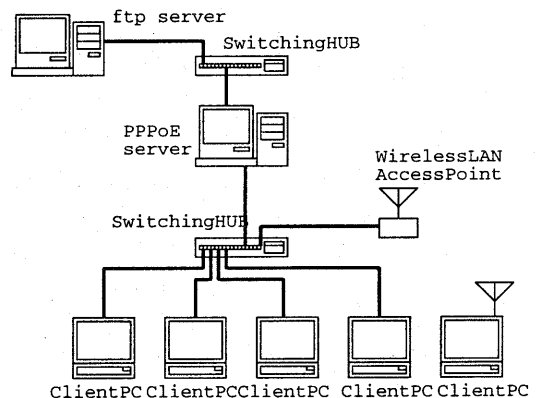 ftp server
SwitchingHUB
PPPoE
server
WirelessLAN
AccessPoint
SwitchingHUB
ClientPC ClientPCClientPC ClientPC ClientPC